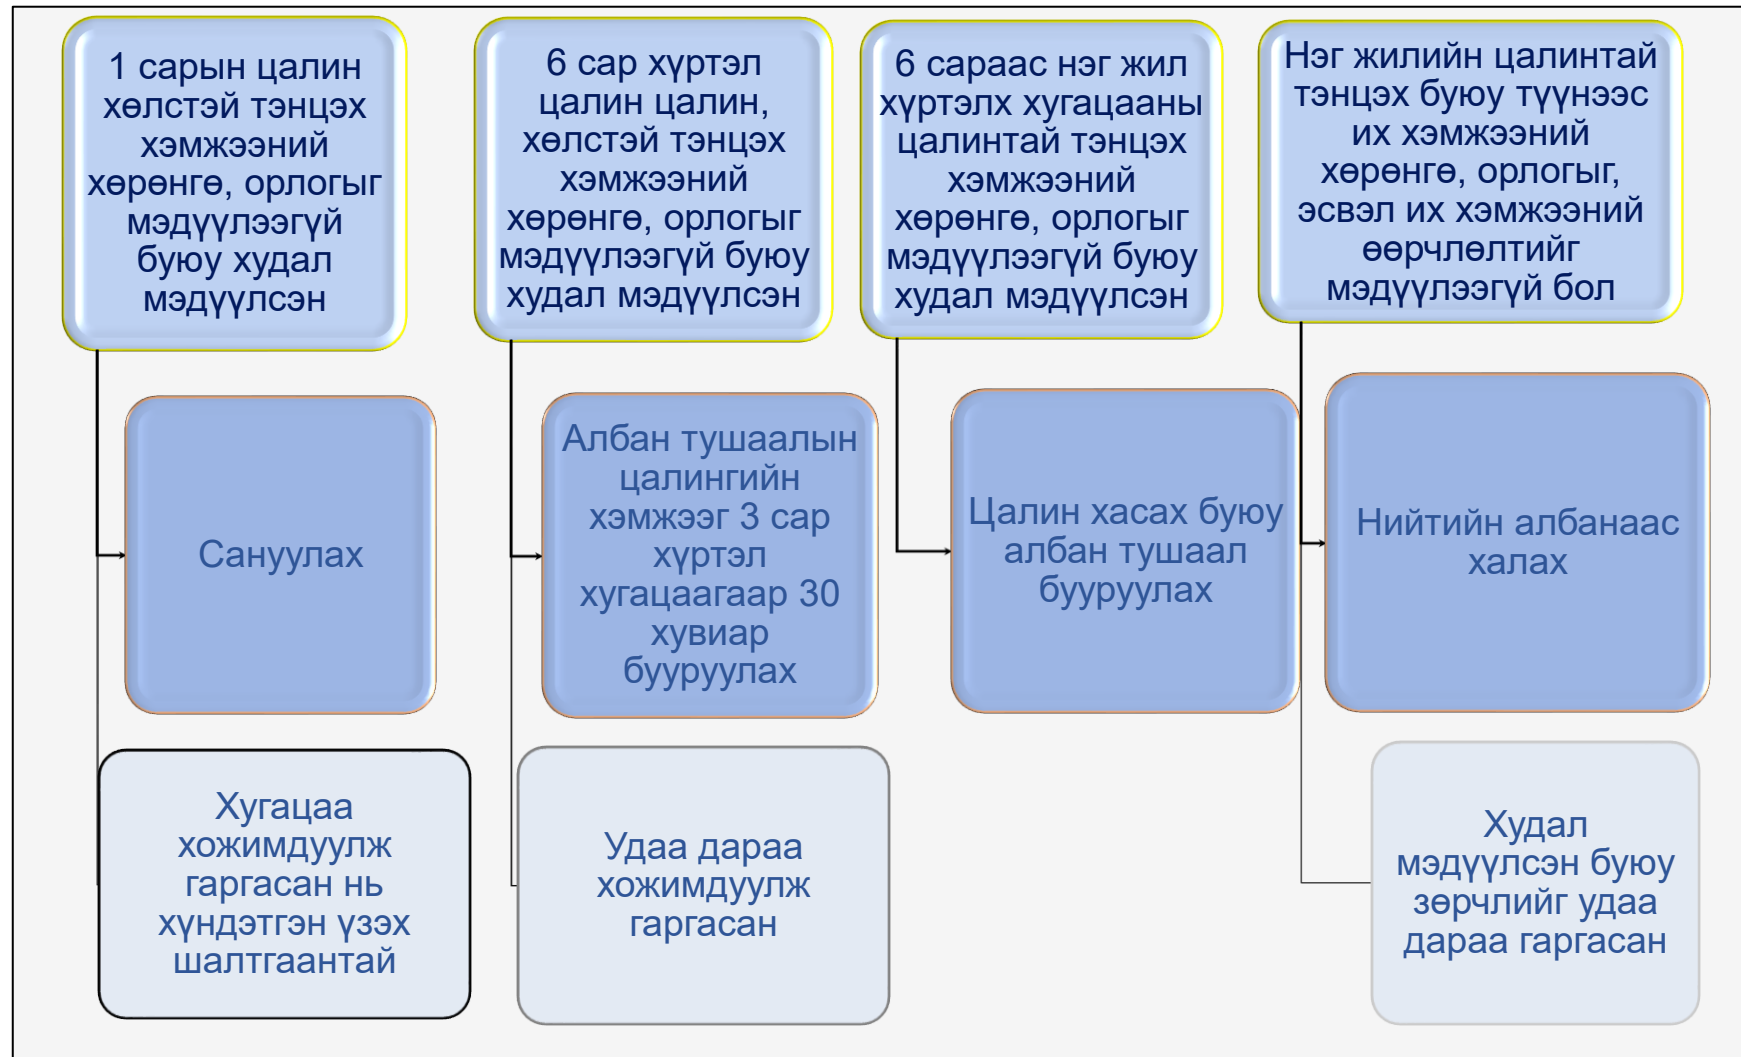 1 сарын цалин
хөлстэй тэнцэх
хэмжээний
хөрөнгө, орлогыг
мэдүүлээгүй
буюу худал
мэдүүлсэн
Сануулах
Хугацаа
хожимдуулж
гаргасан нь
хүндэтгэн үзэх
шалтгаантай
6 сар хүртэл
цалин цалин,
хөлстэй тэнцэх
хэмжээний
хөрөнгө, орлогыг
мэдүүлээгүй буюу
худал мэдүүлсэн
Албан тушаалын
цалингийн
хэмжээг 3 сар
хүртэл
хугацаагаар 30
хувиар
бууруулах
Удаа дараа
хожимдуулж
гаргасан
6 сараас нэг жил
хүртэлх хугацааны
цалинтай тэнцэх
хэмжээний
хөрөнгө, орлогыг
мэдүүлээгүй буюу
худал мэдүүлсэн
Цалин хасах буюу
албан тушаал
бууруулах
Нэг жилийн цалинтай
тэнцэх буюу түүнээс
их хэмжээний
хөрөнгө, орлогыг,
эсвэл их хэмжээний
өөрчлөлтийг
мэдүүлээгүй бол
Нийтийн албанаас
халах
Худал
мэдүүлсэн буюу
зөрчлийг удаа
дараа гаргасан